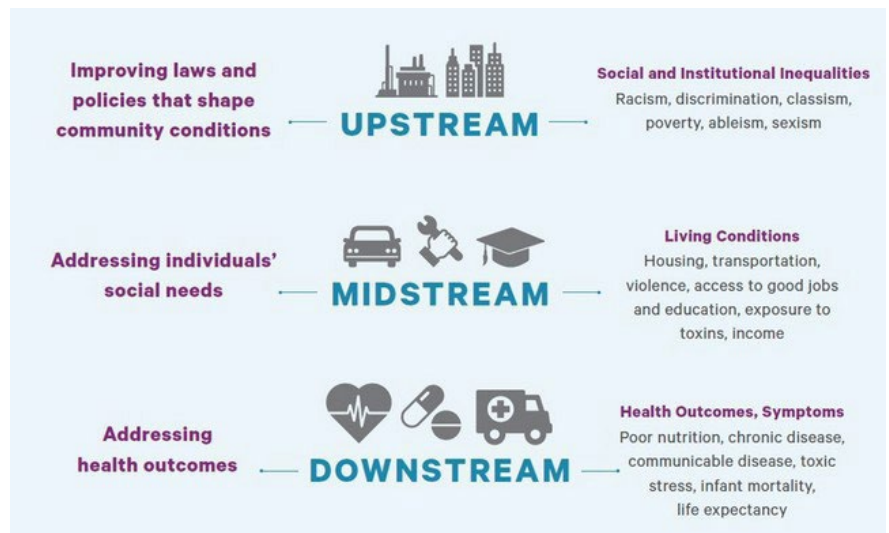 Improving laws and
policies that shape
community conditions
UPSTREAM
Social and Institutional Inequalities
Racism, discrimination, classism,
poverty, ableism, sexism
Addressing individuals’
social needs
MIDSTREAM
Living Conditions
Housing, transportation,
violence, access to good jobs
and education, exposure to
toxins, income
Addressing
health outcomes
DOWNSTREAM
Health Outcomes, Symptoms
Poor nutrition, chronic disease,
communicable disease, toxic
stress, infant mortality,
life expectancy